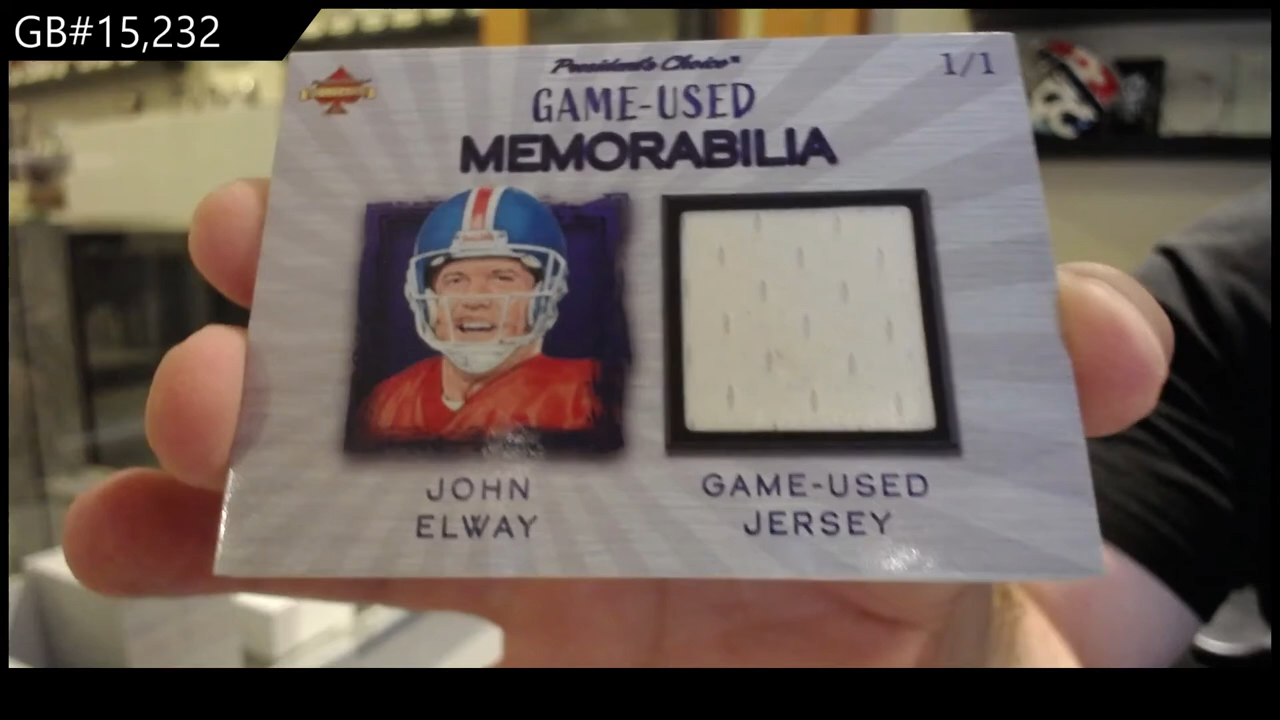 GB#15,232
President's Choice™
1/1
GAME-USED
MEMORABILIA
JOHN
ELWAY
GAME-USED
JERSEY